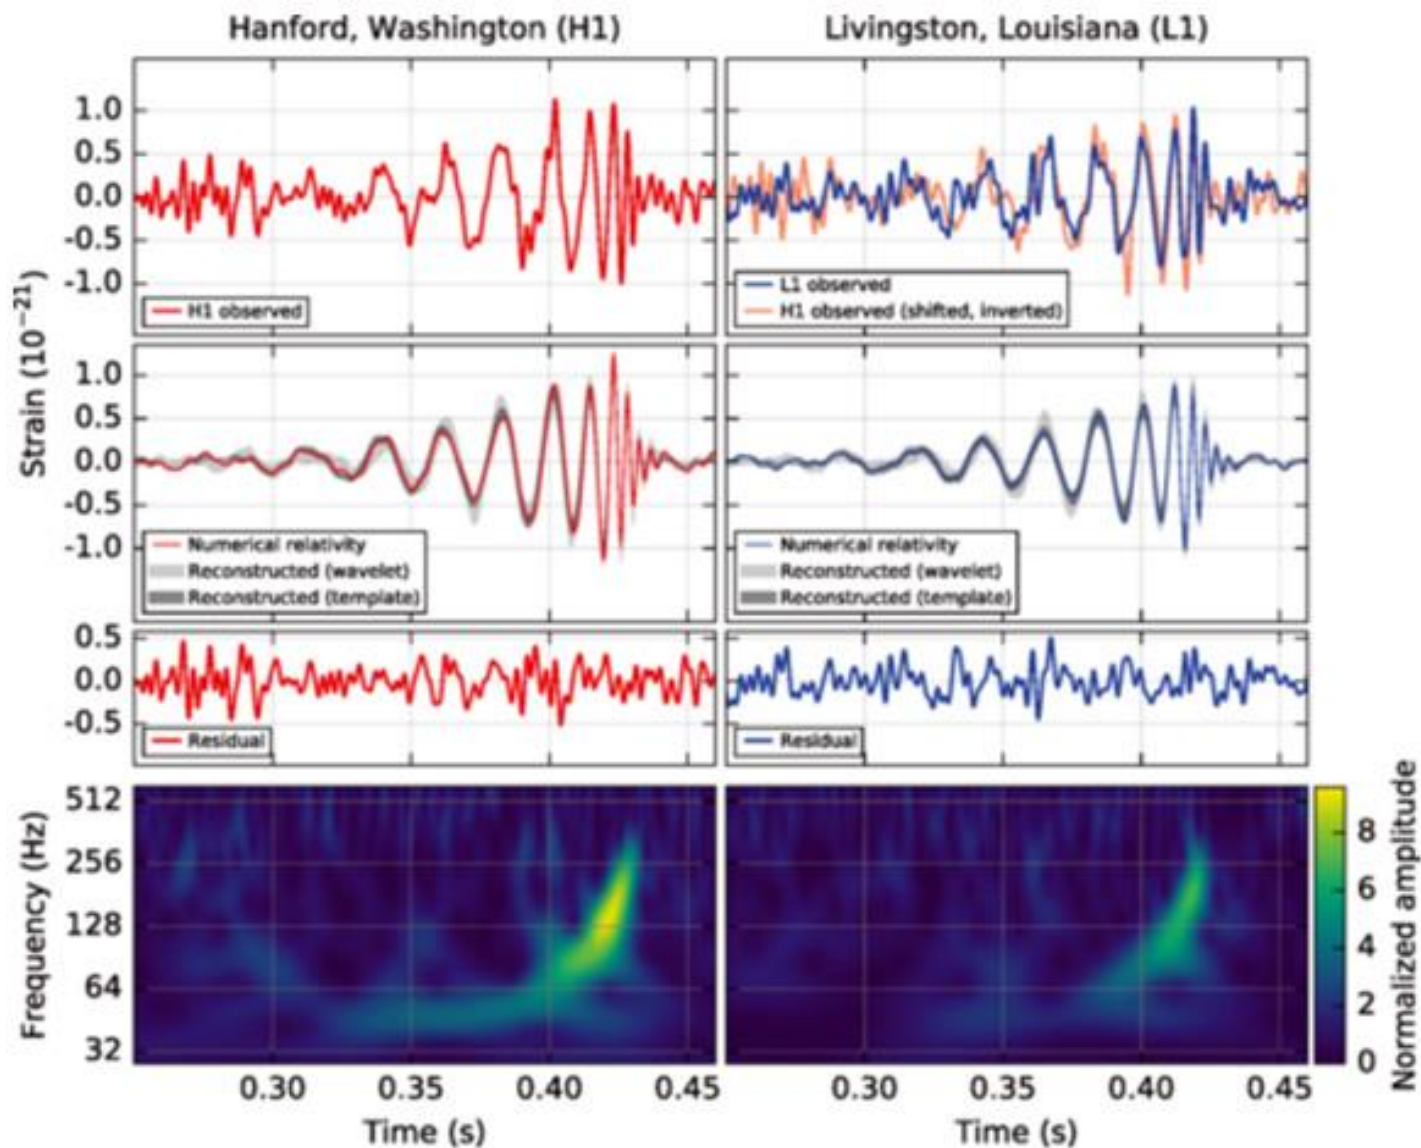 Hanford, Washington (H1)
Livingston, Louisiana (L1)
Strain (10⁻²¹)
1.0
0.5
0.0
-0.5
-1.0
H1 observed
L1 observed
H1 observed (shifted, inverted)
1.0
0.5
0.0
-0.5
-1.0
Numerical relativity
Reconstructed (wavelet)
Reconstructed (template)
Numerical relativity
Reconstructed (wavelet)
Reconstructed (template)
0.5
0.0
-0.5
Residual
Residual
Frequency (Hz)
512
256
128
64
32
Normalized amplitude
8
6
4
2
0
0.30 0.35 0.40 0.45
0.30 0.35 0.40 0.45
Time (s)
Time (s)